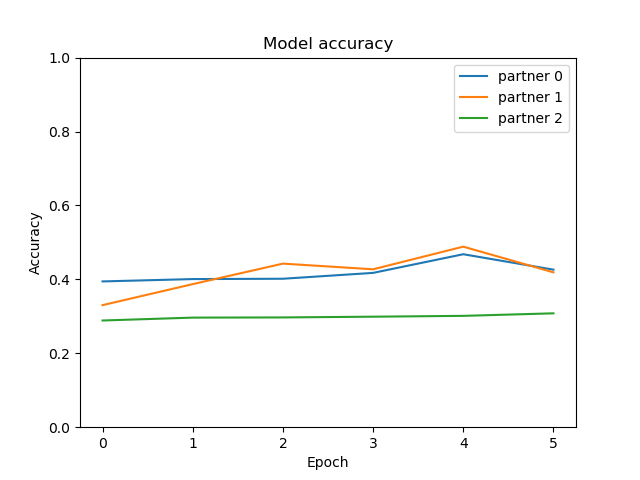 Model accuracy
1.0
0.8
0.6
0.4
0.2
0.0
Accuracy
partner 0
partner 1
partner 2
0 1 2 3 4 5
Epoch